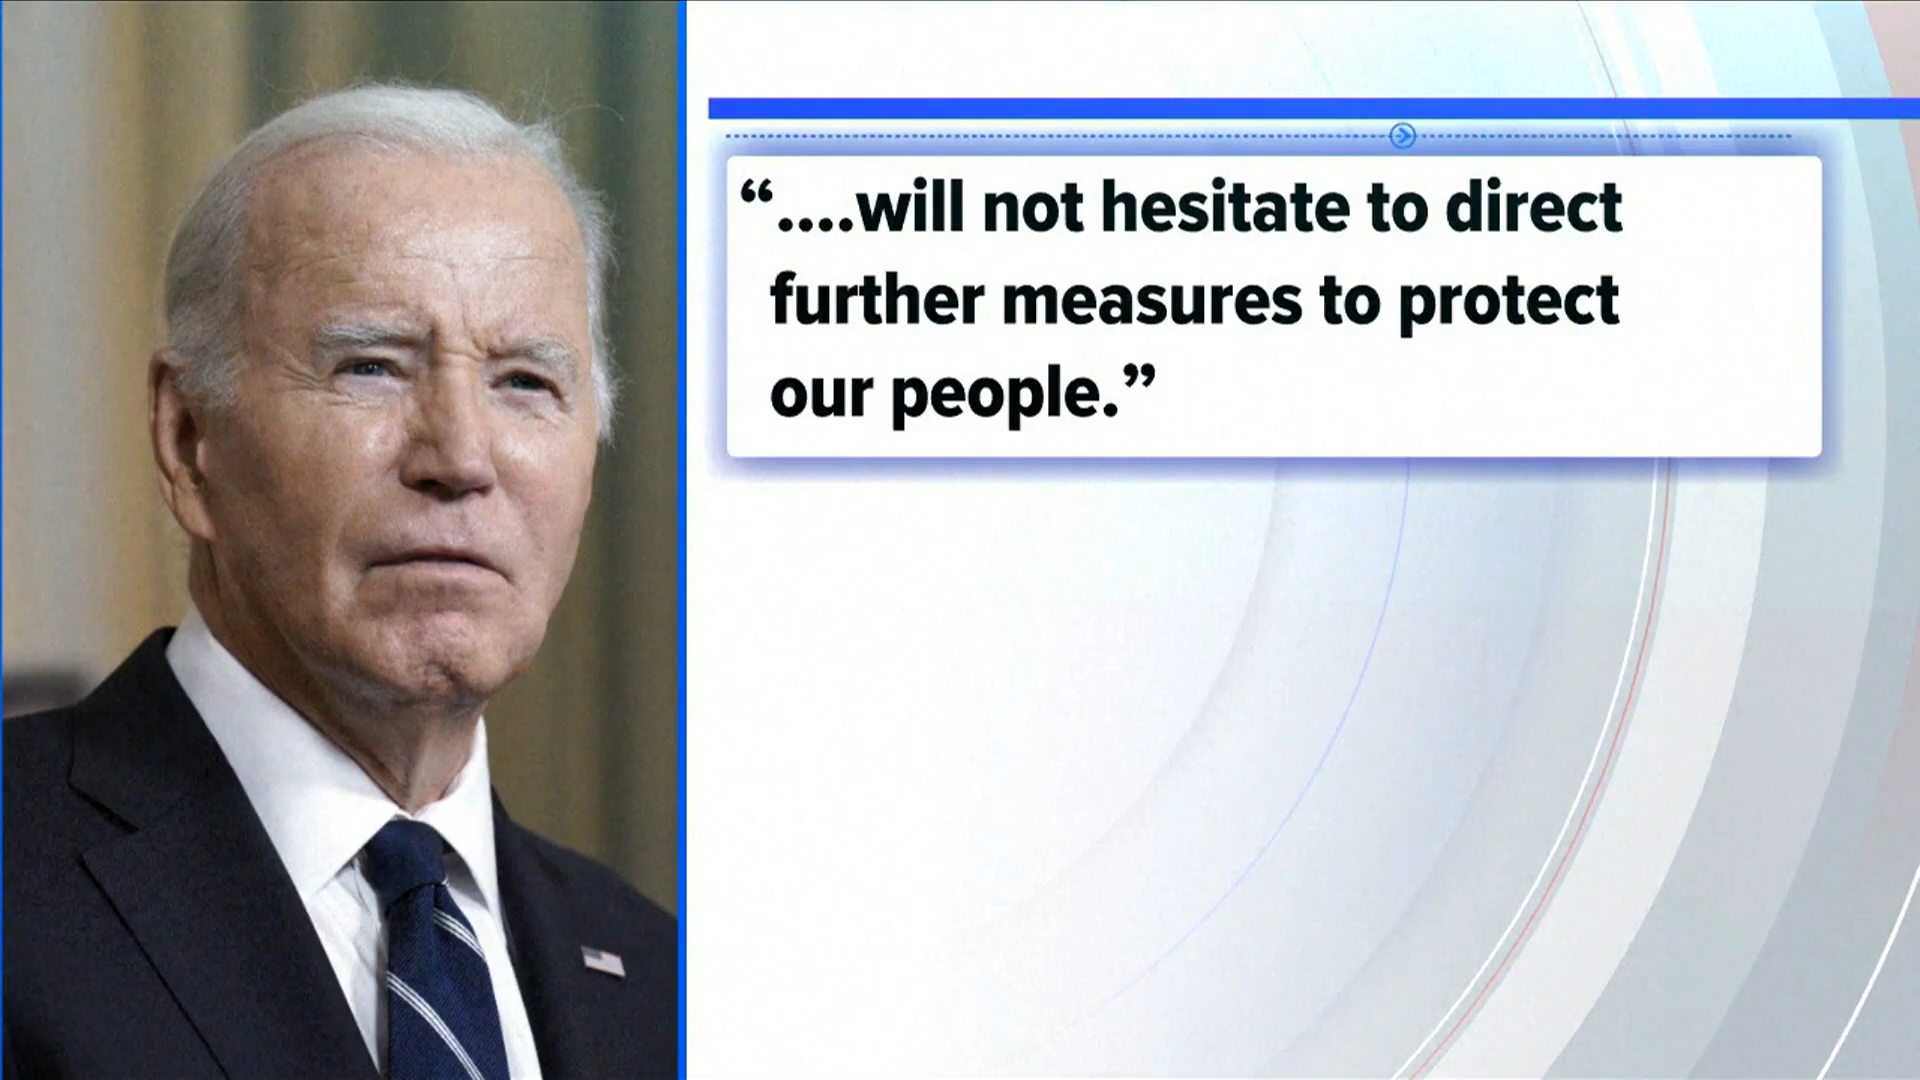 “....will not hesitate to direct
further measures to protect
our people.”